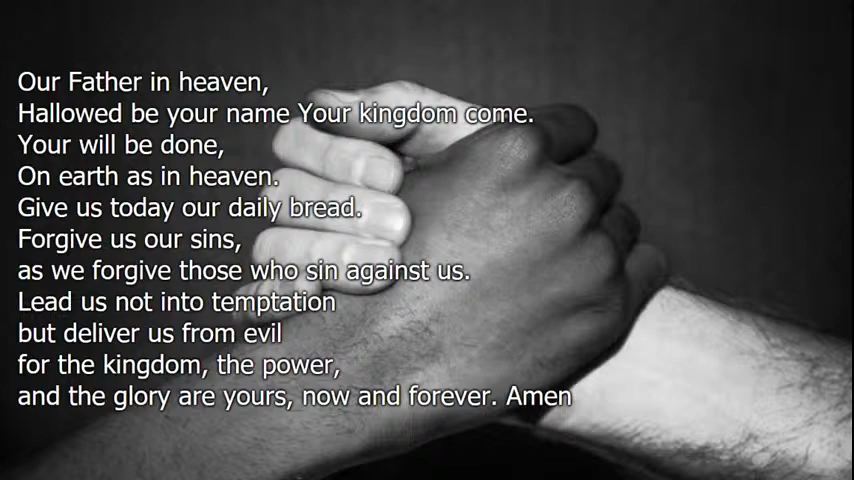 Our Father in heaven,
Hallowed be your name Your kingdom come.
Your will be done,
On earth as in heaven.
Give us today our daily bread.
Forgive us our sins,
as we forgive those who sin against us.
Lead us not into temptation
but deliver us from evil
for the kingdom, the power,
and the glory are yours, now and forever. Amen